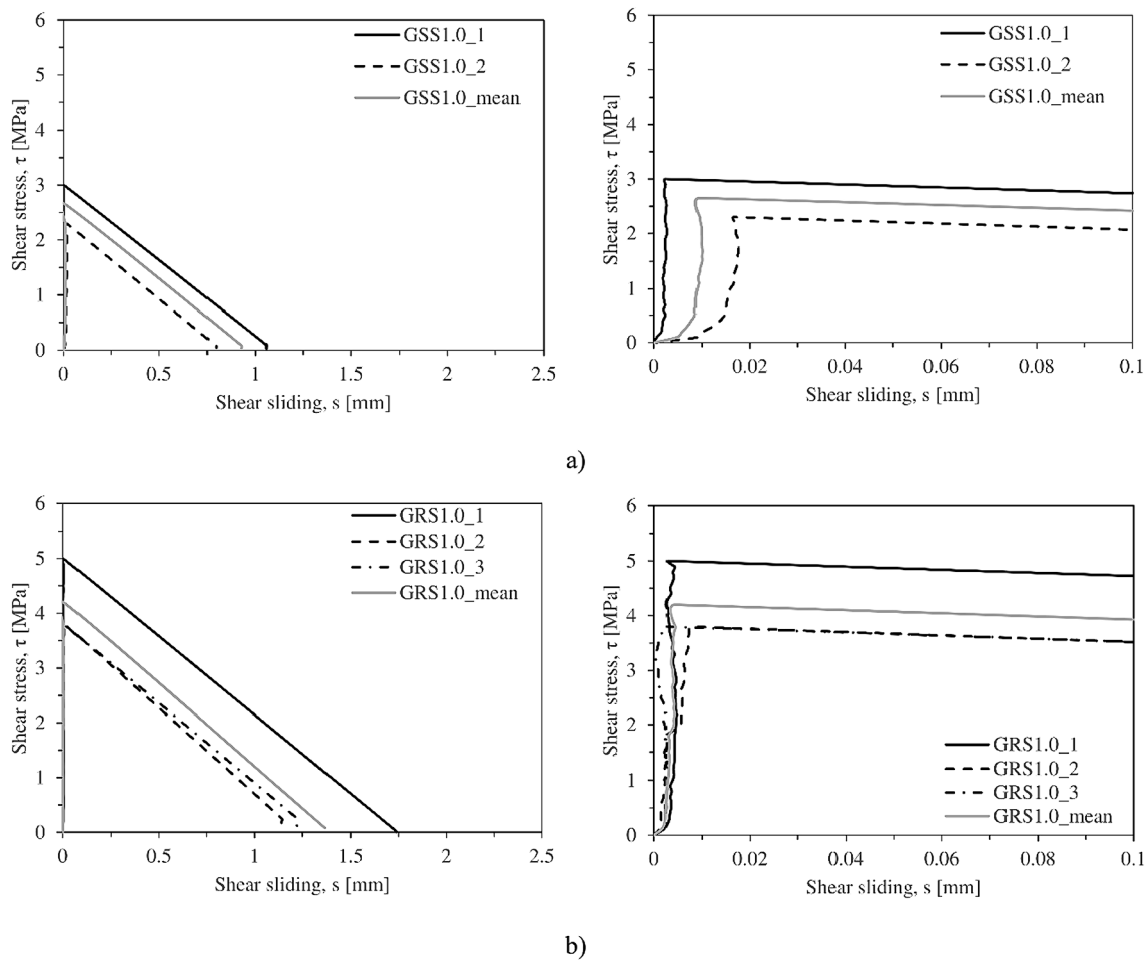 6
5
4
3
2
1
0
Shear stress, τ [MPa]
GSS1.0_1
GSS1.0_2
GSS1.0_mean
0 0.5 1 1.5 2 2.5
Shear sliding, s [mm]
6
5
4
3
2
1
0
Shear stress, τ [MPa]
GSS1.0_1
GSS1.0_2
GSS1.0_mean
0 0.02 0.04 0.06 0.08 0.1
Shear sliding, s [mm]
a)
6
5
4
3
2
1
0
Shear stress, τ [MPa]
GRS1.0_1
GRS1.0_2
GRS1.0_3
GRS1.0_mean
0 0.5 1 1.5 2 2.5
Shear sliding, s [mm]
6
5
4
3
2
1
0
Shear stress, τ [MPa]
GRS1.0_1
GRS1.0_2
GRS1.0_3
GRS1.0_mean
0 0.02 0.04 0.06 0.08 0.1
Shear sliding, s [mm]
b)